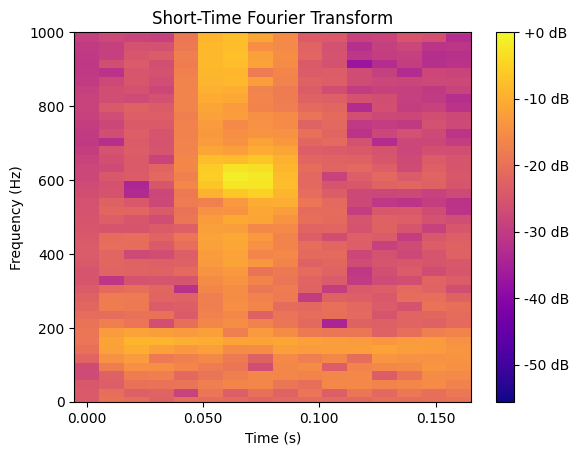 Short-Time Fourier Transform
1000
800
600
400
200
0
Frequency (Hz)
0.000
0.050
0.100
0.150
Time (s)
+0 dB
-10 dB
-20 dB
-30 dB
-40 dB
-50 dB